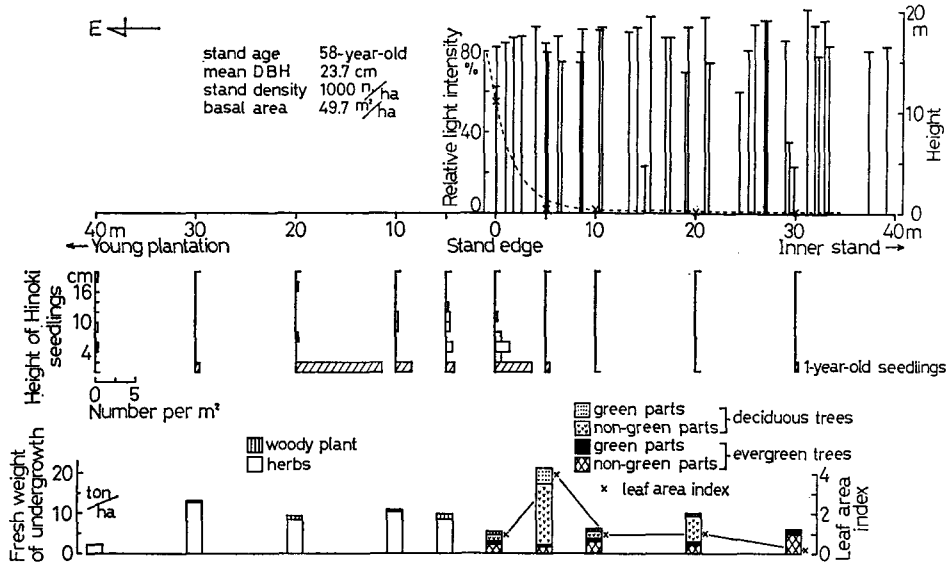 E
stand age 58-year-old
mean DBH 23.7 cm
stand density 1000 n/ha
basal area 49.7 m²/ha
Relative light intensity
80
%
40
0
20
m
10
0
Height
40m 30 20 10 0 10 20 30 40m
← Young plantation Stand edge Inner stand →
Height of Hinoki seedlings
cm
16
10
4
1-year-old seedlings
0 5
Number per m²
woody plant
herbs
green parts
non-green parts
deciduous trees
green parts
non-green parts
evergreen trees
× leaf area index
Fresh weight of undergrowth
20
ton/ha
10
0
4
2
0
Leaf area index